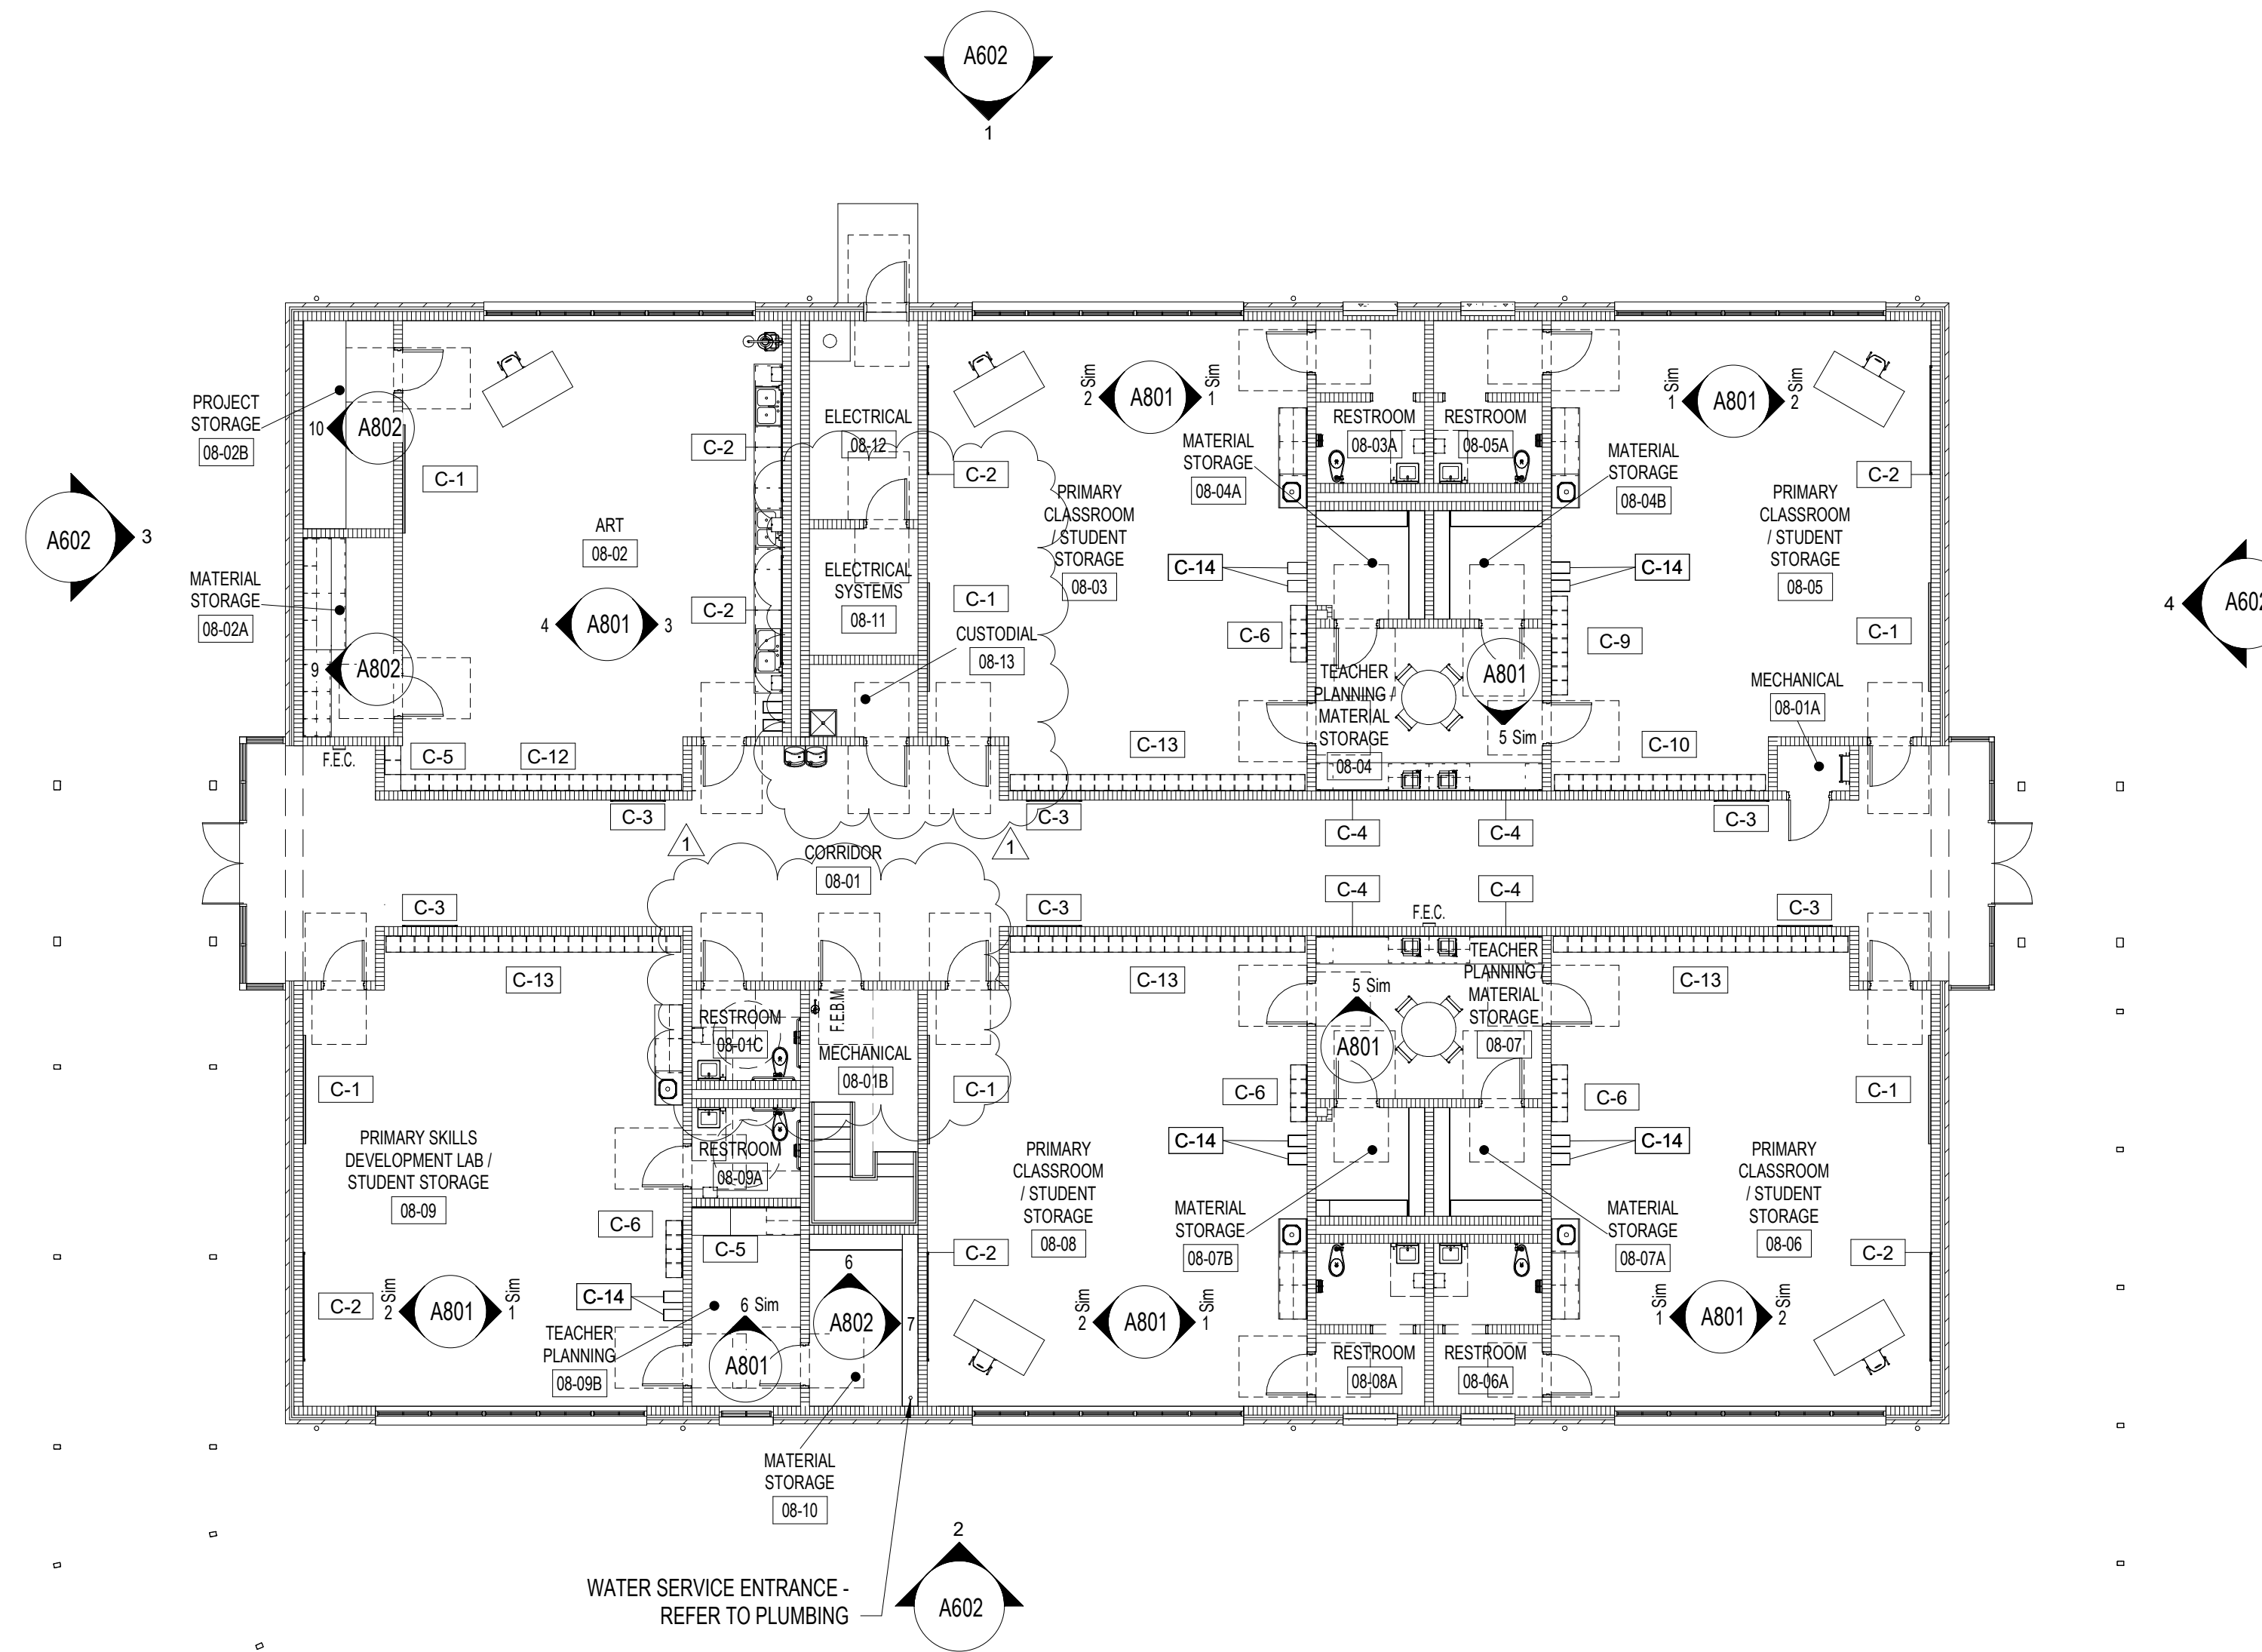 A602
1
PROJECT
STORAGE
08-02B
10
A802
C-1
ART
08-02
4
A801
3
C-2
C-2
MATERIAL
STORAGE
08-02A
9
A802
A602
3
F.E.C.
C-5
C-12
C-3
ELECTRICAL
08-12
ELECTRICAL
SYSTEMS
08-11
CUSTODIAL
08-13
C-2
C-1
PRIMARY
CLASSROOM
/ STUDENT
STORAGE
08-03
2 Sim
A801
1 Sim
MATERIAL
STORAGE
08-04A
RESTROOM
08-03A
RESTROOM
08-05A
MATERIAL
STORAGE
08-04B
C-14
C-14
C-6
C-9
TEACHER
PLANNING /
MATERIAL
STORAGE
08-04
A801
5 Sim
C-13
C-10
1 Sim
A801
2 Sim
C-2
PRIMARY
CLASSROOM
/ STUDENT
STORAGE
08-05
C-1
MECHANICAL
08-01A
4
A602
C-3
C-4
C-4
C-3
1
1
CORRIDOR
08-01
C-3
C-3
C-4
C-4
F.E.C.
C-3
C-13
C-1
PRIMARY SKILLS
DEVELOPMENT LAB /
STUDENT STORAGE
08-09
C-2
2 Sim
A801
1 Sim
C-6
C-14
TEACHER
PLANNING
08-09B
RESTROOM
08-01C
F.E.B.M.
MECHANICAL
08-01B
RESTROOM
08-09A
C-5
6 Sim
A801
6
A802
7
C-1
C-2
C-13
PRIMARY
CLASSROOM
/ STUDENT
STORAGE
08-08
2 Sim
A801
1 Sim
5 Sim
A801
TEACHER
PLANNING /
MATERIAL
STORAGE
08-07
C-6
C-14
MATERIAL
STORAGE
08-07B
C-6
C-14
MATERIAL
STORAGE
08-07A
RESTROOM
08-08A
RESTROOM
08-06A
C-13
C-1
PRIMARY
CLASSROOM
/ STUDENT
STORAGE
08-06
C-2
1 Sim
A801
2 Sim
MATERIAL
STORAGE
08-10
WATER SERVICE ENTRANCE -
REFER TO PLUMBING
2
A602